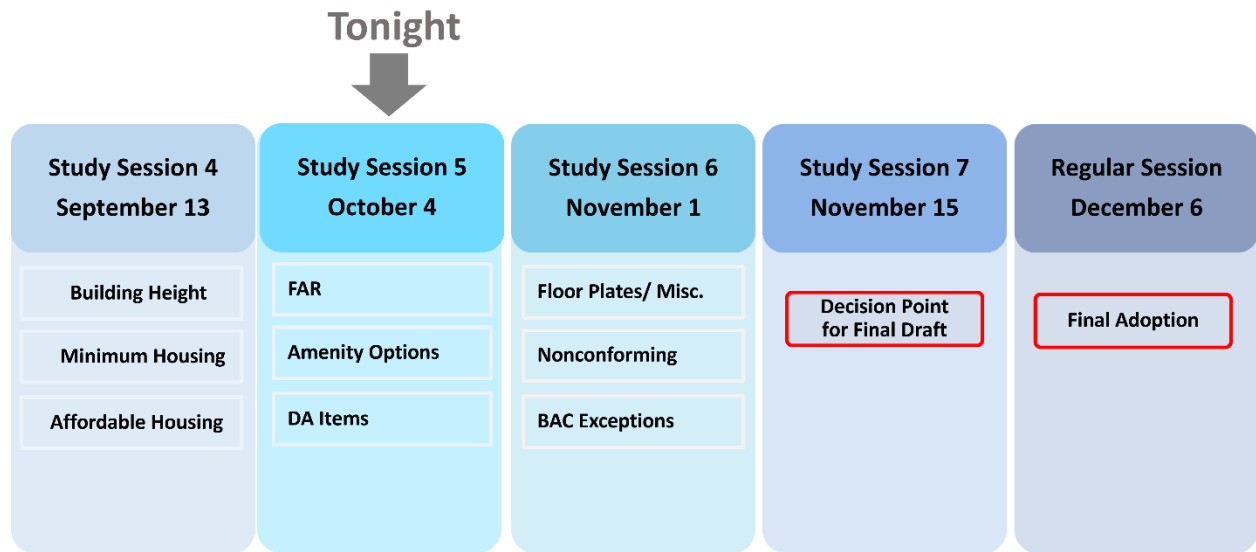 Tonight
Study Session 4
September 13
Building Height
Minimum Housing
Affordable Housing
Study Session 5
October 4
FAR
Amenity Options
DA Items
Study Session 6
November 1
Floor Plates/ Misc.
Nonconforming
BAC Exceptions
Study Session 7
November 15
Decision Point
for Final Draft
Regular Session
December 6
Final Adoption